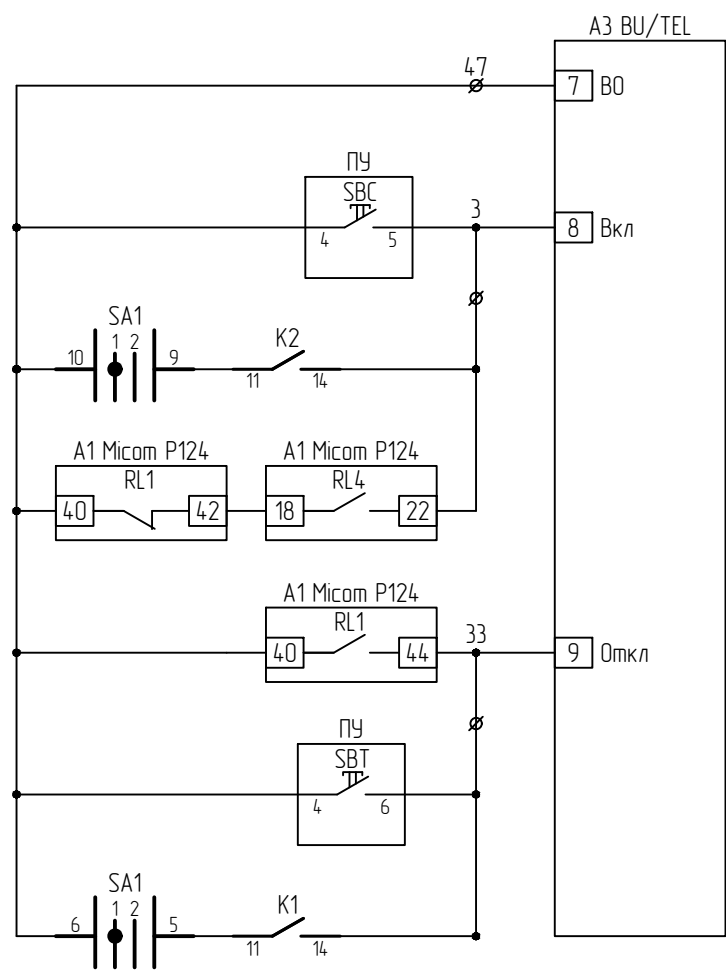 A3 BU/TEL
47
7 ВО
ПУ
SBC
4 5
3
8 Вкл
SA1
10 1 2 9
K2
11 14
A1 Micom P124
RL1
40 42
A1 Micom P124
RL4
18 22
A1 Micom P124
RL1
40 44
33
9 Откл
ПУ
SBT
4 6
SA1
6 1 2 5
K1
11 14